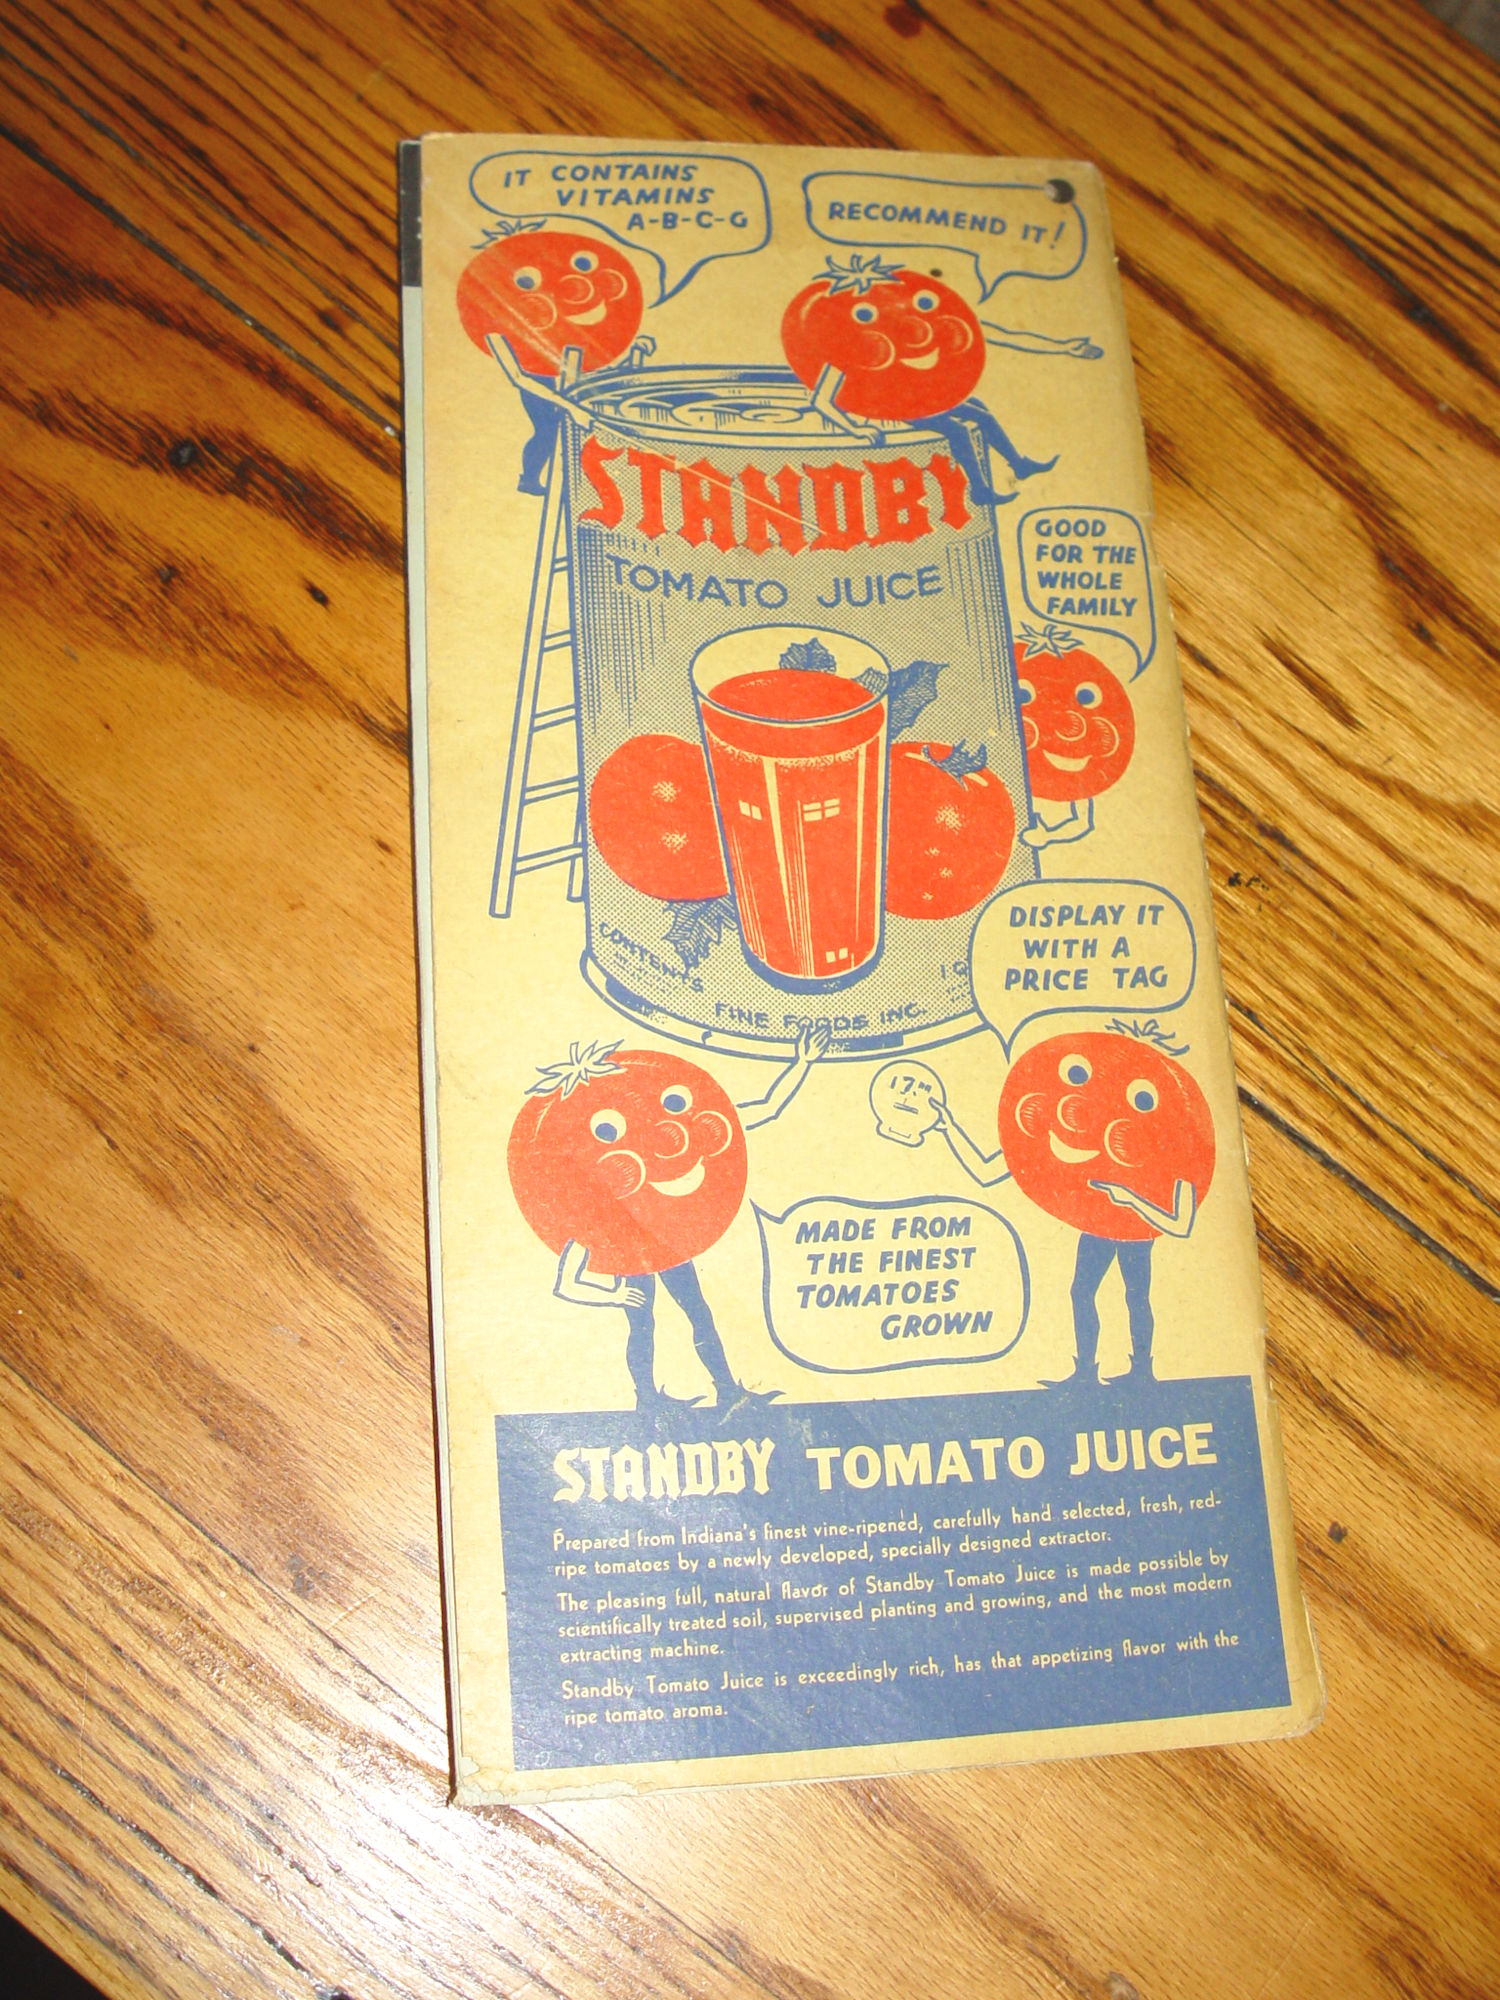 IT CONTAINS
VITAMINS
A-B-C-G
RECOMMEND IT!
STANDBY
TOMATO JUICE
GOOD
FOR THE
WHOLE
FAMILY
CONTENTS
FINE FOODS INC.
DISPLAY IT
WITH A
PRICE TAG
MADE FROM
THE FINEST
TOMATOES
GROWN
STANDBY TOMATO JUICE
Prepared from Indiana's finest vine-ripened, carefully hand selected, fresh, red-
ripe tomatoes by a newly developed, specially designed extractor.
The pleasing full, natural flavor of Standby Tomato Juice is made possible by
scientifically treated soil, supervised planting and growing, and the most modern
extracting machine.
Standby Tomato Juice is exceedingly rich, has that appetizing flavor with the
ripe tomato aroma.